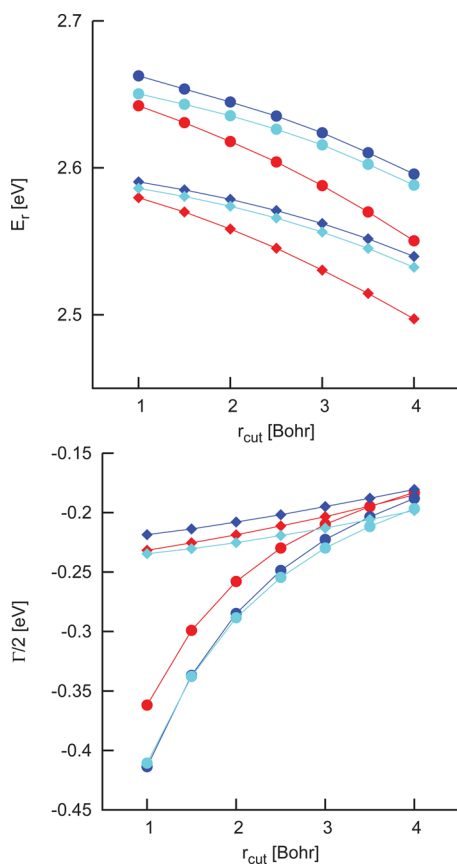 2.7
2.6
2.5
E_r [eV]
1 2 3 4
r_cut [Bohr]
-0.15
-0.2
-0.25
-0.3
-0.35
-0.4
-0.45
Γ/2 [eV]
1 2 3 4
r_cut [Bohr]